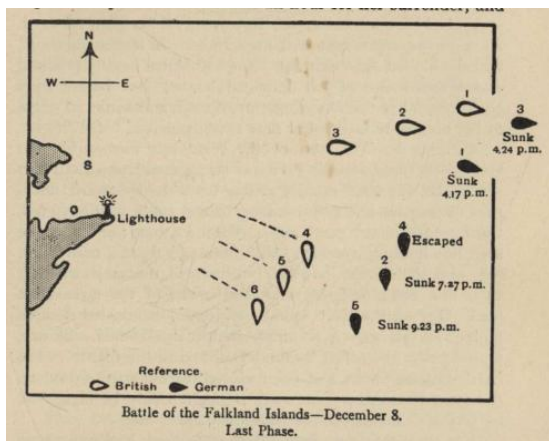 N
W E
S
1
2
3
3
Sunk
4.24 p.m.
1
Sunk
4.17 p.m.
Lighthouse
4
4
Escaped
5
2
Sunk 7.27 p.m.
6
5
Sunk 9.23 p.m.
Reference.
British German
Battle of the Falkland Islands—December 8.
Last Phase.